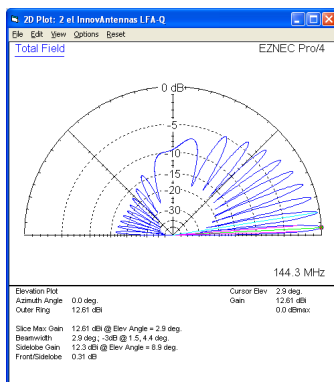 2D Plot: 2 el InnovAntennas LFA-Q
File Edit View Options Reset
Total Field
EZNEC Pro/4
0 dB
-5
-10
-15
-20
-30
144.3 MHz
Elevation Plot
Cursor Elev 2.9 deg.
Azimuth Angle 0.0 deg.
Gain 12.61 dBi
Outer Ring 12.61 dBi
0.0 dBmax
Slice Max Gain 12.61 dBi @ Elev Angle = 2.9 deg.
Beamwidth 2.9 deg.; -3dB @ 1.5, 4.4 deg.
Sidelobe Gain 12.3 dBi @ Elev Angle = 8.9 deg.
Front/Sidelobe 0.31 dB